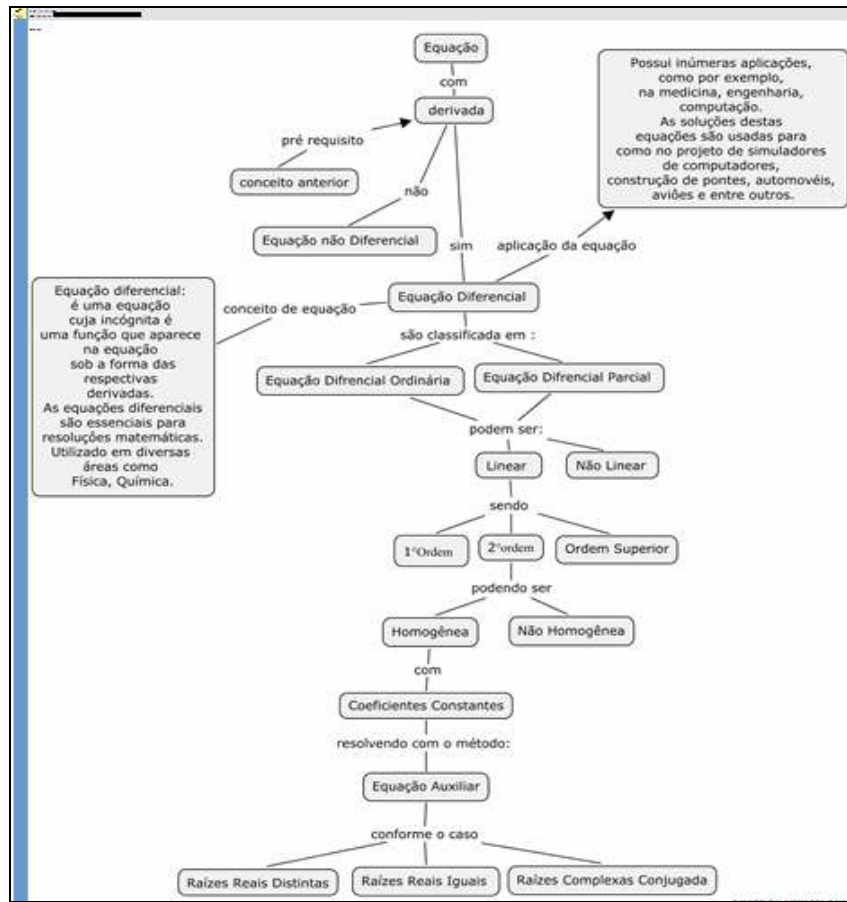 Equação
com
derivada
Possui inúmeras aplicações,
como por exemplo,
na medicina, engenharia,
computação.
As soluções destas
equações são usadas para
como no projeto de simuladores
de computadores,
construção de pontes, automovéis,
aviões e entre outros.
pré requisito
conceito anterior
não
Equação não Diferencial
sim
aplicação da equação
Equação diferencial:
é uma equação
cuja incógnita é
uma função que aparece
na equação
sob a forma das
respectivas
derivadas.
As equações diferenciais
são essenciais para
resoluções matemáticas.
Utilizado em diversas
áreas como
Física, Química.
conceito de equação
Equação Diferencial
são classificada em :
Equação Difrencial Ordinária
Equação Difrencial Parcial
podem ser:
Linear
Não Linear
sendo
1°Ordem
2°ordem
Ordem Superior
podendo ser
Homogênea
Não Homogênea
com
Coeficientes Constantes
resolvendo com o método:
Equação Auxiliar
conforme o caso
Raízes Reais Distintas
Raízes Reais Iguais
Raízes Complexas Conjugada